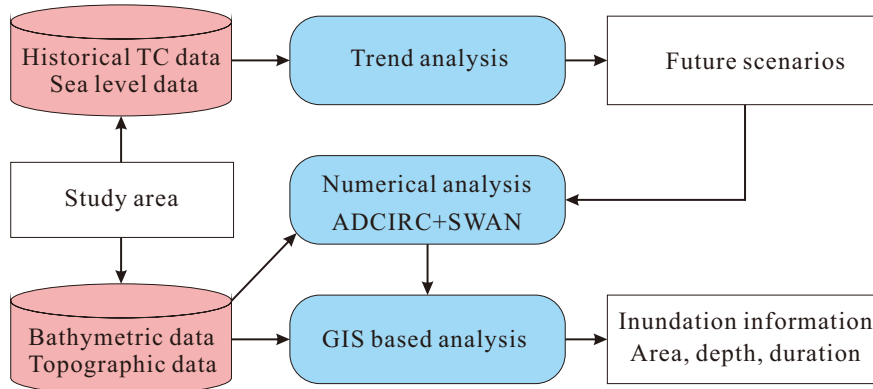 Historical TC data
Sea level data
Trend analysis
Future scenarios
Study area
Numerical analysis
ADCIRC+SWAN
Bathymetric data
Topographic data
GIS based analysis
Inundation information
Area, depth, duration